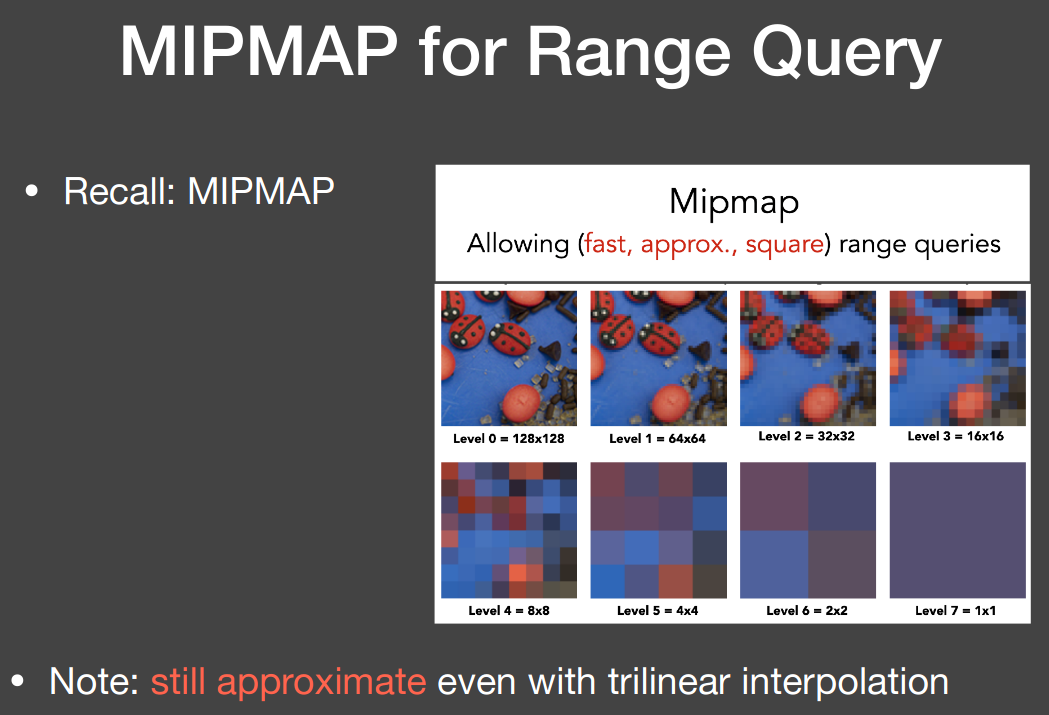 MIPMAP for Range Query
• Recall: MIPMAP
Mipmap
Allowing (fast, approx., square) range queries
Level 0 = 128x128
Level 1 = 64x64
Level 2 = 32x32
Level 3 = 16x16
Level 4 = 8x8
Level 5 = 4x4
Level 6 = 2x2
Level 7 = 1x1
• Note: still approximate even with trilinear interpolation